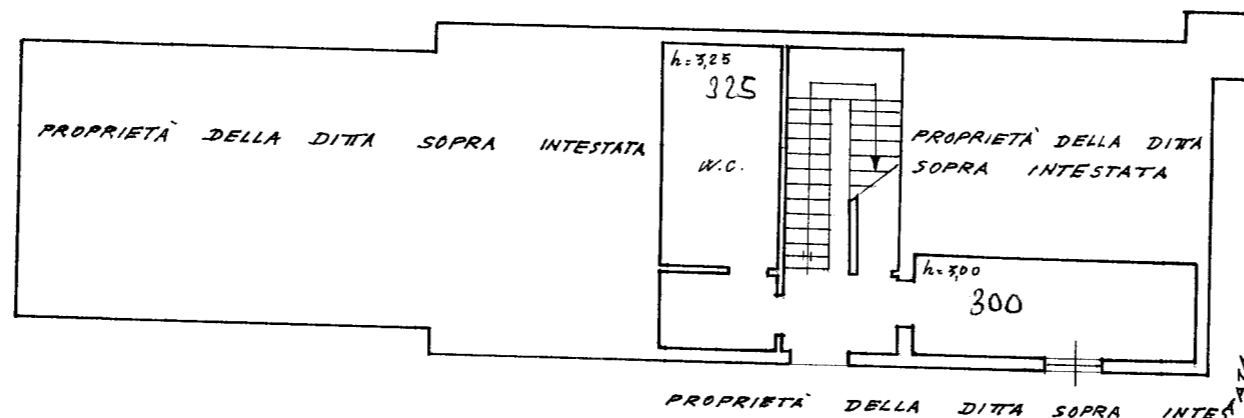 h=3,25
325
PROPRIETÀ DELLA DITTA SOPRA INTESTATA
W.C.
PROPRIETÀ DELLA DITTA
SOPRA INTESTATA
h=3,00
300
PROPRIETÀ DELLA DITTA SOPRA INTES